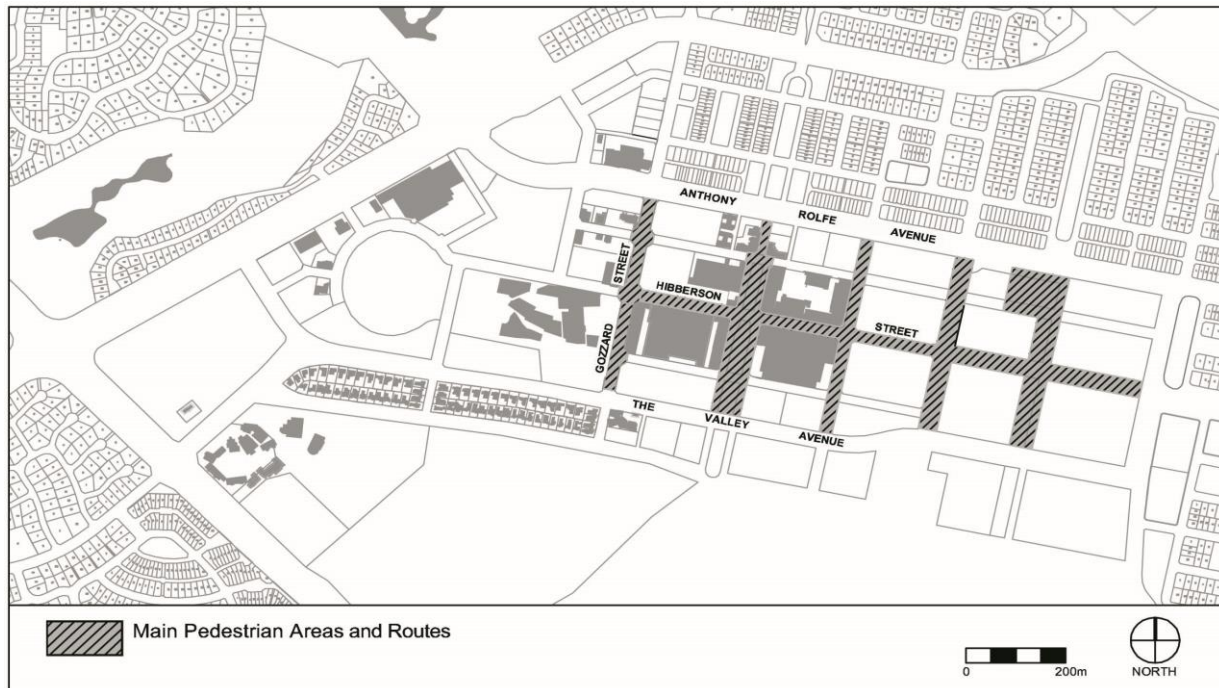 ANTHONY ROLFE AVENUE
STREET
HIBBERSON
STREET
GOZZARD
THE VALLEY AVENUE
Main Pedestrian Areas and Routes
0 200m
NORTH